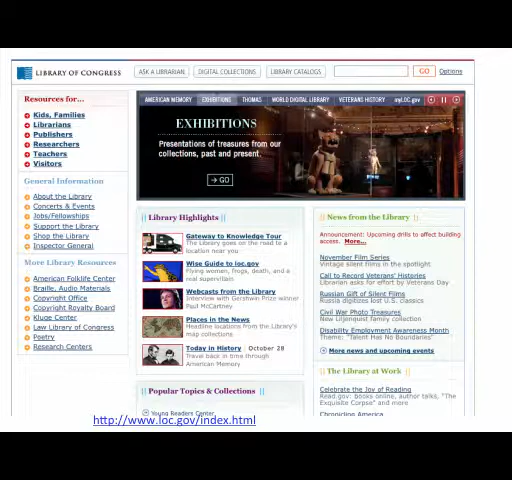 LIBRARY OF CONGRESS
ASK A LIBRARIAN DIGITAL COLLECTIONS LIBRARY CATALOGS
GO Options
Resources for...
Kids, Families
Librarians
Publishers
Researchers
Teachers
Visitors
General Information
About the Library
Concerts & Events
Jobs/Fellowships
Support the Library
Shop the Library
Inspector General
More Library Resources
American Folklife Center
Braille, Audio Materials
Copyright Office
Copyright Royalty Board
Kluge Center
Law Library of Congress
Poetry
Research Centers
AMERICAN MEMORY EXHIBITIONS THOMAS WORLD DIGITAL LIBRARY VETERANS HISTORY myLOC.gov
EXHIBITIONS
Presentations of treasures from our
collections, past and present.
GO
Library Highlights
Gateway to Knowledge Tour
The Library goes on the road to a
location near you
Wise Guide to loc.gov
Flying women, frogs, death, and a
real supervillain
Webcasts from the Library
Interview with Gershwin Prize winner
Paul McCartney
Places in the News
Headline locations from the Library's
map collections
Today in History - October 28
Travel back in time through
American Memory
Popular Topics & Collections
Young Readers Center
News from the Library
Announcement: Upcoming drills to affect building
access. More...
November Film Series
Vintage silent films in the spotlight
Call to Record Veterans' Histories
Librarian asks for effort by Veterans Day
Russian Gift of Silent Films
Russia digitizes lost U.S. classics
Civil War Photo Treasures
New Liljenquist family collection
Disability Employment Awareness Month
Theme: "Talent Has No Boundaries"
More news and upcoming events
The Library at Work
Celebrate the Joy of Reading
Read.gov: books online, author talks, "The
Exquisite Corpse" and more
Chronicling America
http://www.loc.gov/index.html